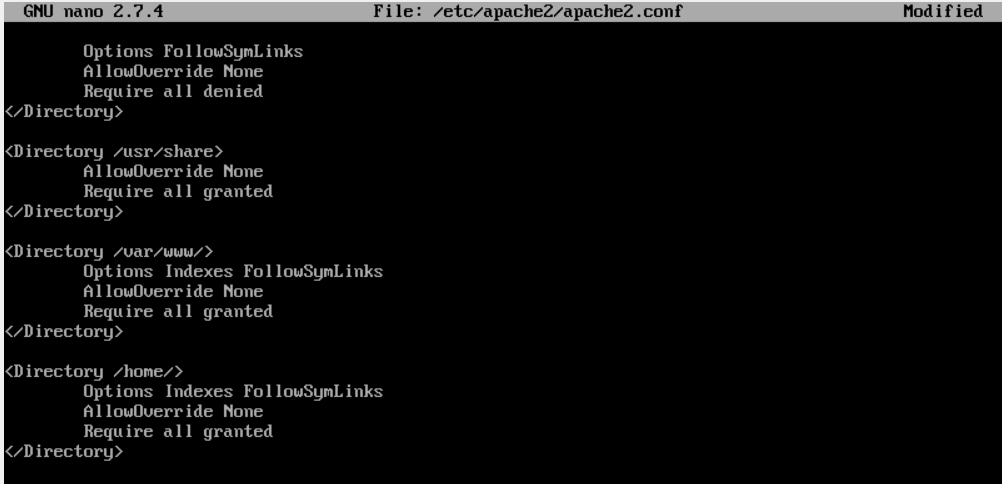 GNU nano 2.7.4 File: /etc/apache2/apache2.conf Modified
Options FollowSymLinks
AllowOverride None
Require all denied
</Directory>
<Directory /usr/share>
AllowOverride None
Require all granted
</Directory>
<Directory /var/www/>
Options Indexes FollowSymLinks
AllowOverride None
Require all granted
</Directory>
<Directory /home/>
Options Indexes FollowSymLinks
AllowOverride None
Require all granted
</Directory>